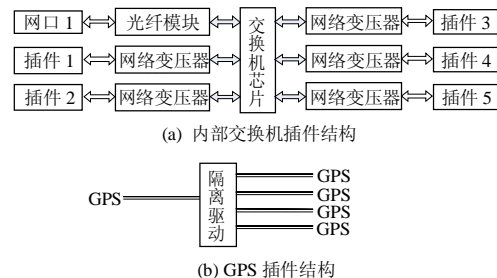 网口 1 光纤模块 交换机芯片 网络变压器 插件 3
插件 1 网络变压器 网络变压器 插件 4
插件 2 网络变压器 网络变压器 插件 5
(a) 内部交换机插件结构
GPS 隔离驱动 GPS
GPS
GPS
GPS
(b) GPS 插件结构